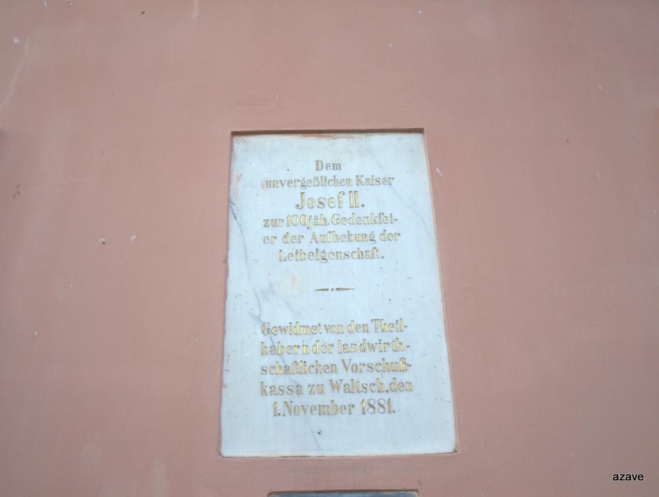 Dem
unvergeßlichen Kaiser
Josef II.
zur 100jäh. Gedenkfei-
er der Aufhebung der
Leibeigenschaft.
Gewidmet von den Theil-
habern der landwirth-
schaftlichen Vorschuß-
kassa zu Waltsch, den
1. November 1881.
azave